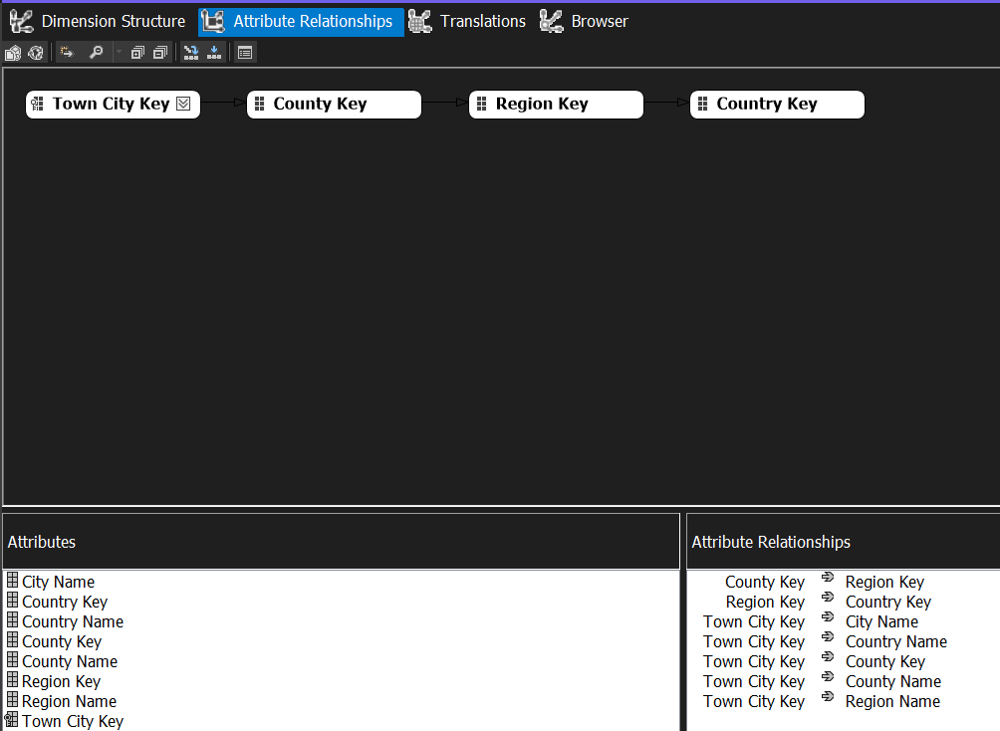 Dimension Structure Attribute Relationships Translations Browser
Town City Key County Key Region Key Country Key
Attributes
City Name
Country Key
Country Name
County Key
County Name
Region Key
Region Name
Town City Key
Attribute Relationships
County Key Region Key
Region Key Country Key
Town City Key City Name
Town City Key Country Name
Town City Key County Key
Town City Key County Name
Town City Key Region Name